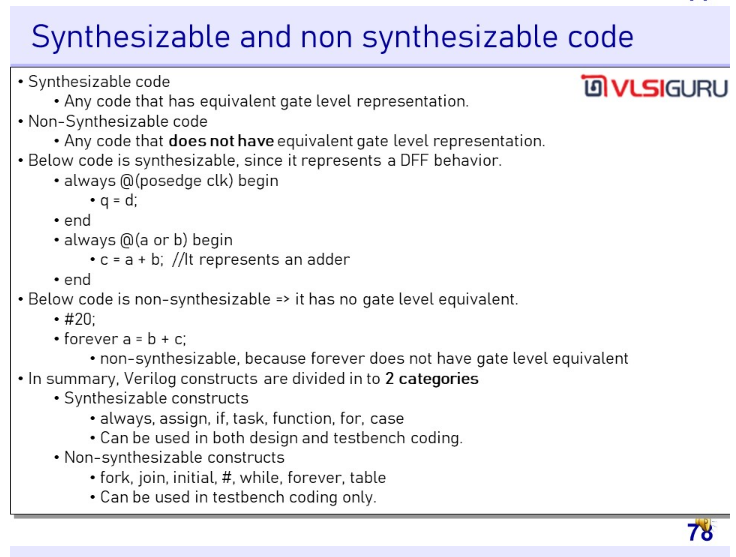 Synthesizable and non synthesizable code
VLSIGURU
• Synthesizable code
• Any code that has equivalent gate level representation.
• Non-Synthesizable code
• Any code that does not have equivalent gate level representation.
• Below code is synthesizable, since it represents a DFF behavior.
• always @(posedge clk) begin
• q = d;
• end
• always @(a or b) begin
• c = a + b; //It represents an adder
• end
• Below code is non-synthesizable => it has no gate level equivalent.
• #20;
• forever a = b + c;
• non-synthesizable, because forever does not have gate level equivalent
• In summary, Verilog constructs are divided in to 2 categories
• Synthesizable constructs
• always, assign, if, task, function, for, case
• Can be used in both design and testbench coding.
• Non-synthesizable constructs
• fork, join, initial, #, while, forever, table
• Can be used in testbench coding only.
78